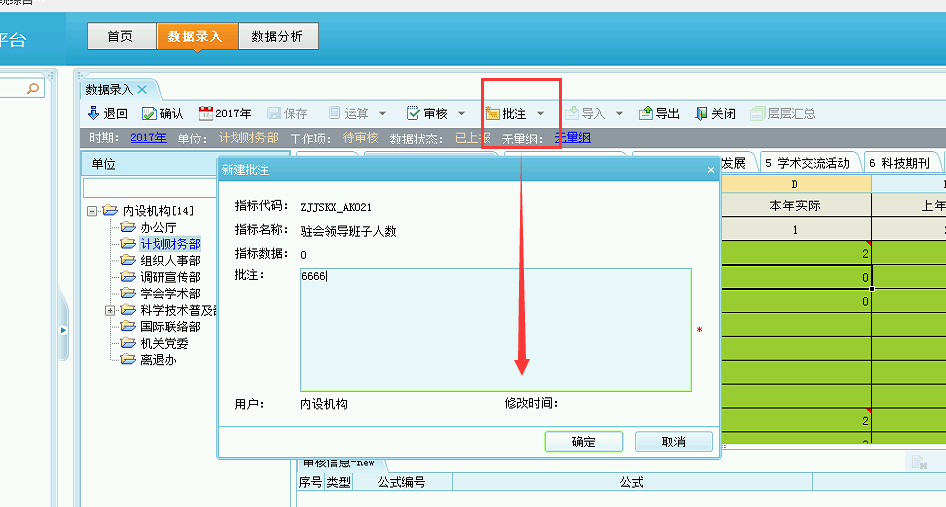 平台
首页 数据录入 数据分析
数据录入
退回 确认 2017年 保存 运算 审核 批注 导入 导出 关闭 层层汇总
时期: 2017年 单位: 计划财务部 工作项: 待审核 数据状态: 已上报 无量纲: 无量纲
单位
发展 5 学术交流活动 6 科技期刊
内设机构[14]
办公厅
计划财务部
组织人事部
调研宣传部
学会学术部
科学技术普及部
国际联络部
机关党委
离退办
新建批注
指标代码: ZJJSKX_AK021
指标名称: 驻会领导班子人数
指标数据: 0
批注: 6666
*
用户: 内设机构 修改时间:
确定 取消
D
本年实际 上年
1
2
0
0
2
2
审核信息-new
序号 类型 公式编号 公式